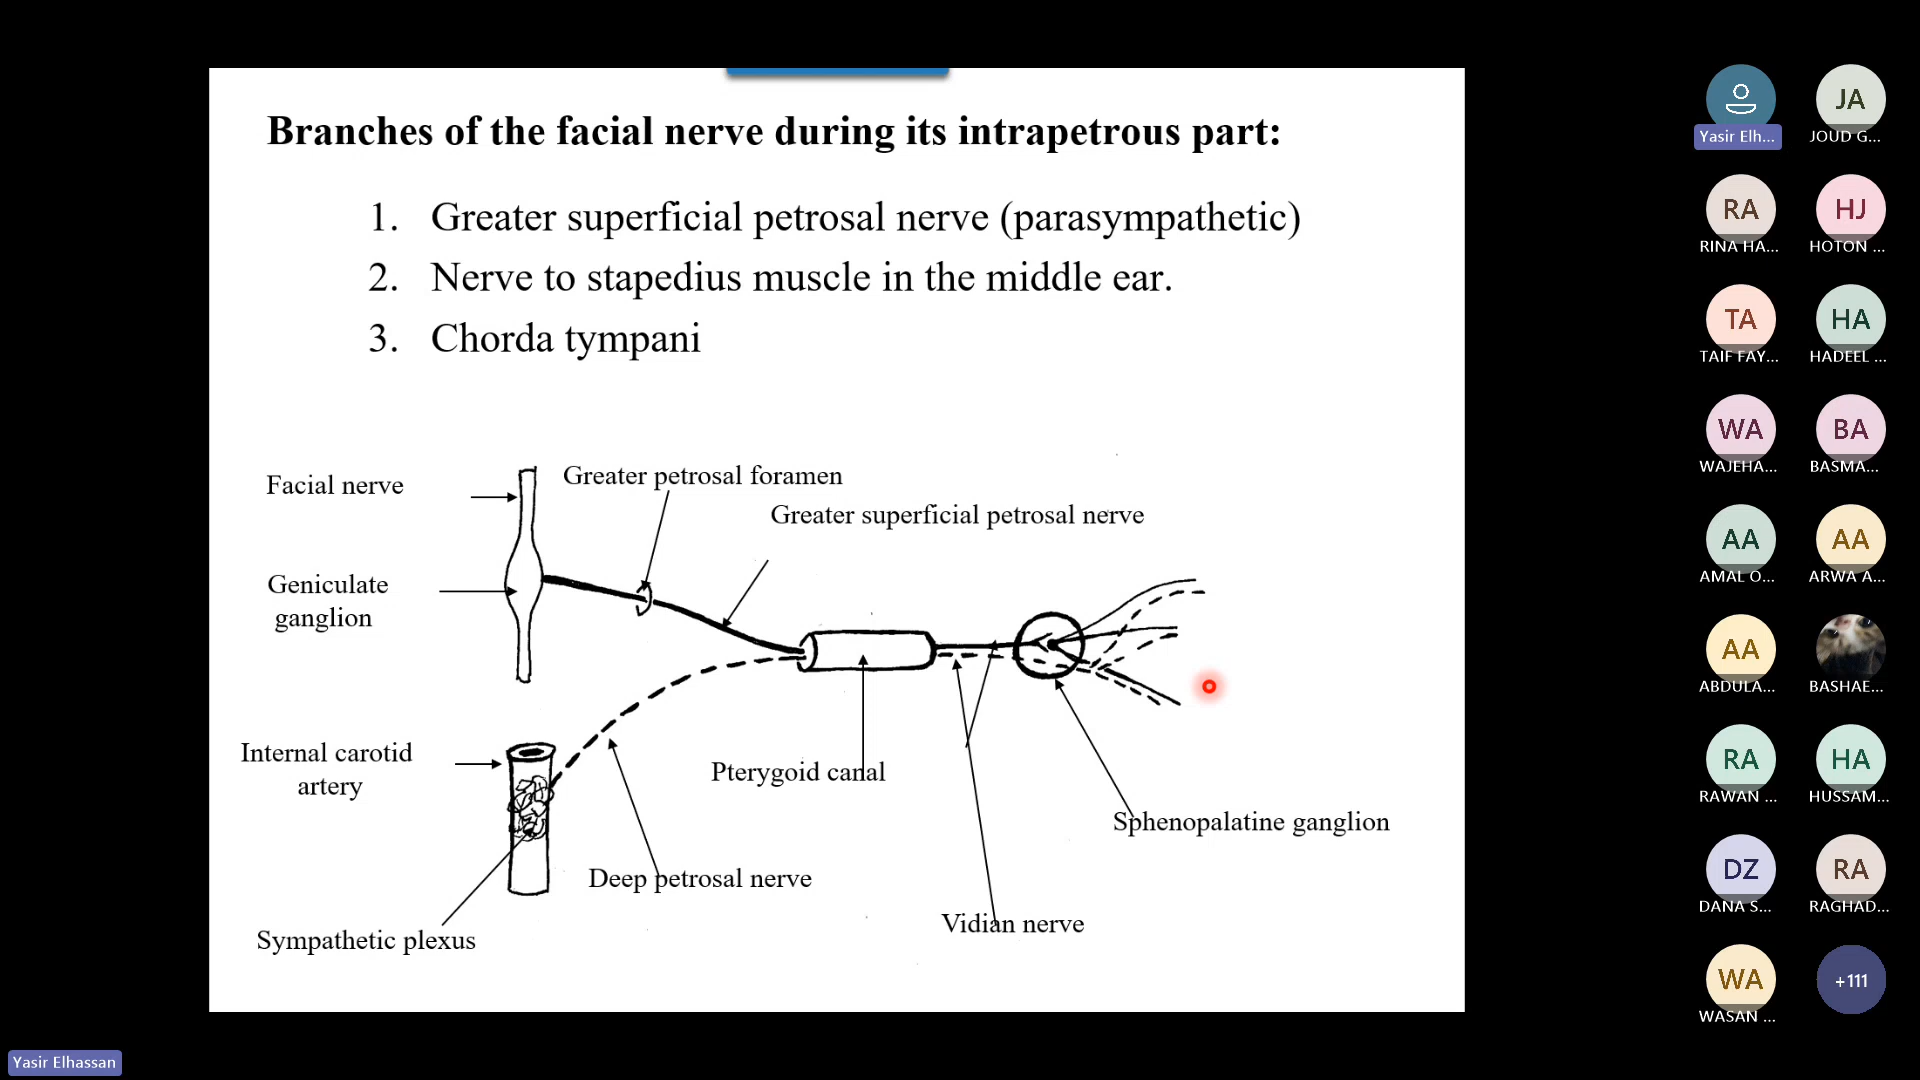 Branches of the facial nerve during its intrapetrous part:
1. Greater superficial petrosal nerve (parasympathetic)
2. Nerve to stapedius muscle in the middle ear.
3. Chorda tympani
Facial nerve
Greater petrosal foramen
Greater superficial petrosal nerve
Geniculate
ganglion
Internal carotid
artery
Pterygoid canal
Sphenopalatine ganglion
Deep petrosal nerve
Vidian nerve
Sympathetic plexus
Yasir Elh...
JA
JOUD G...
RA
RINA HA...
HJ
HOTON ...
TA
TAIF FAY...
HA
HADEEL ...
WA
WAJEHA...
BA
BASMA...
AA
AMAL O...
AA
ARWA A...
AA
ABDULA...
BASHAE...
RA
RAWAN ...
HA
HUSSAM...
DZ
DANA S...
RA
RAGHAD...
WA
WASAN ...
+111
Yasir Elhassan